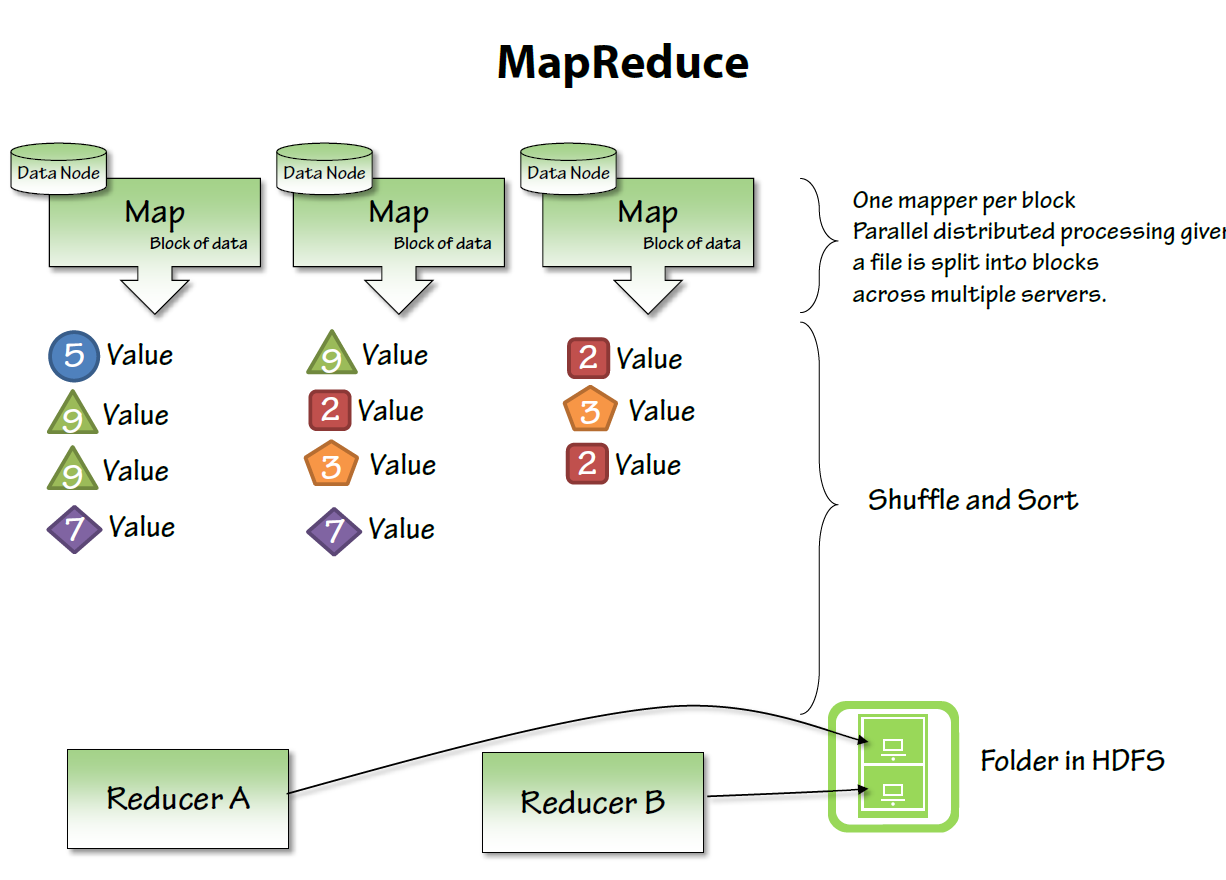 MapReduce
Data Node
Map
Block of data
Data Node
Map
Block of data
Data Node
Map
Block of data
One mapper per block
Parallel distributed processing
a file is split into blocks
across multiple servers.
5 Value
9 Value
9 Value
7 Value
9 Value
2 Value
3 Value
7 Value
2 Value
3 Value
2 Value
Shuffle and Sort
Reducer A
Reducer B
Folder in HDFS